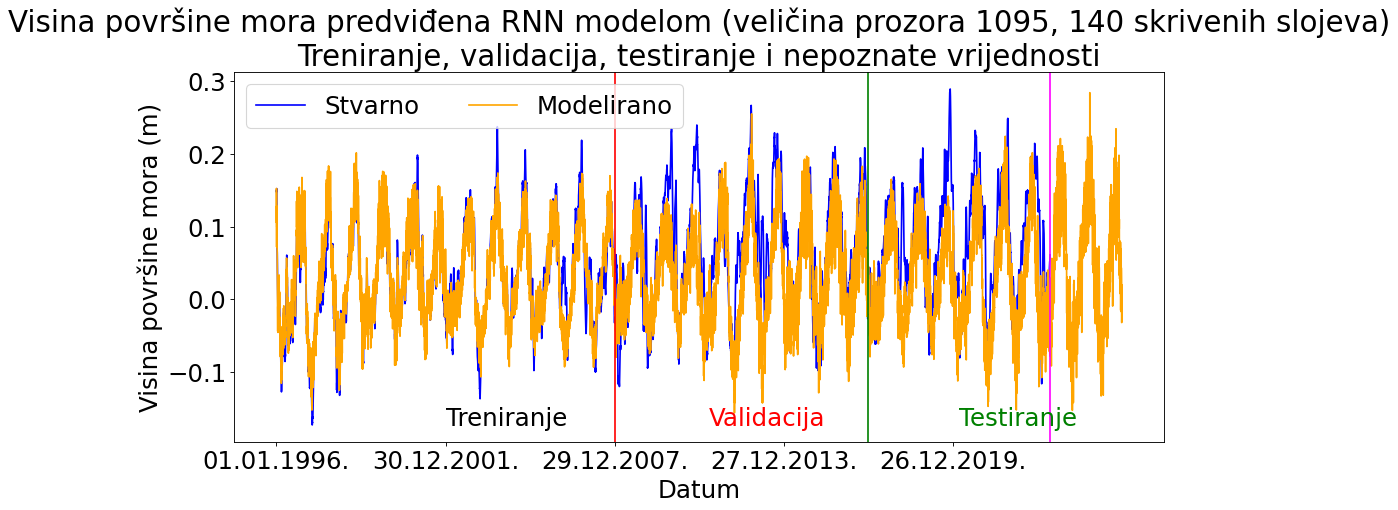 Visina površine mora predviđena RNN modelom (veličina prozora 1095, 140 skrivenih slojeva)
Treniranje, validacija, testiranje i nepoznate vrijednosti
Stvarno
Modelirano
Visina površine mora (m)
0.3
0.2
0.1
0.0
−0.1
Treniranje
Validacija
Testiranje
01.01.1996.
30.12.2001.
29.12.2007.
27.12.2013.
26.12.2019.
Datum